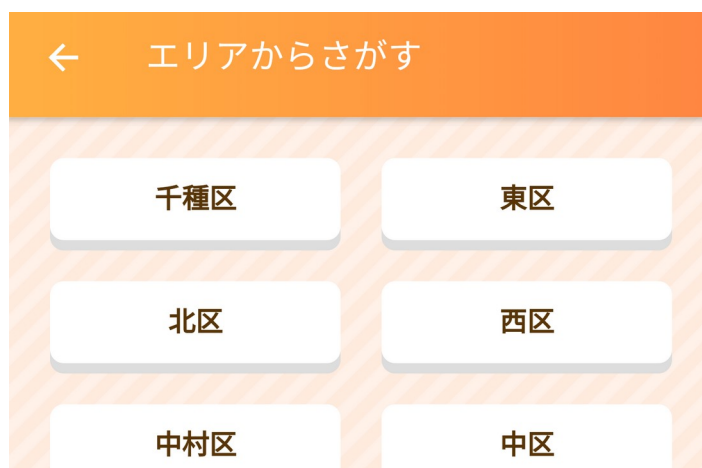 エリアからさがす
千種区
東区
北区
西区
中村区
中区